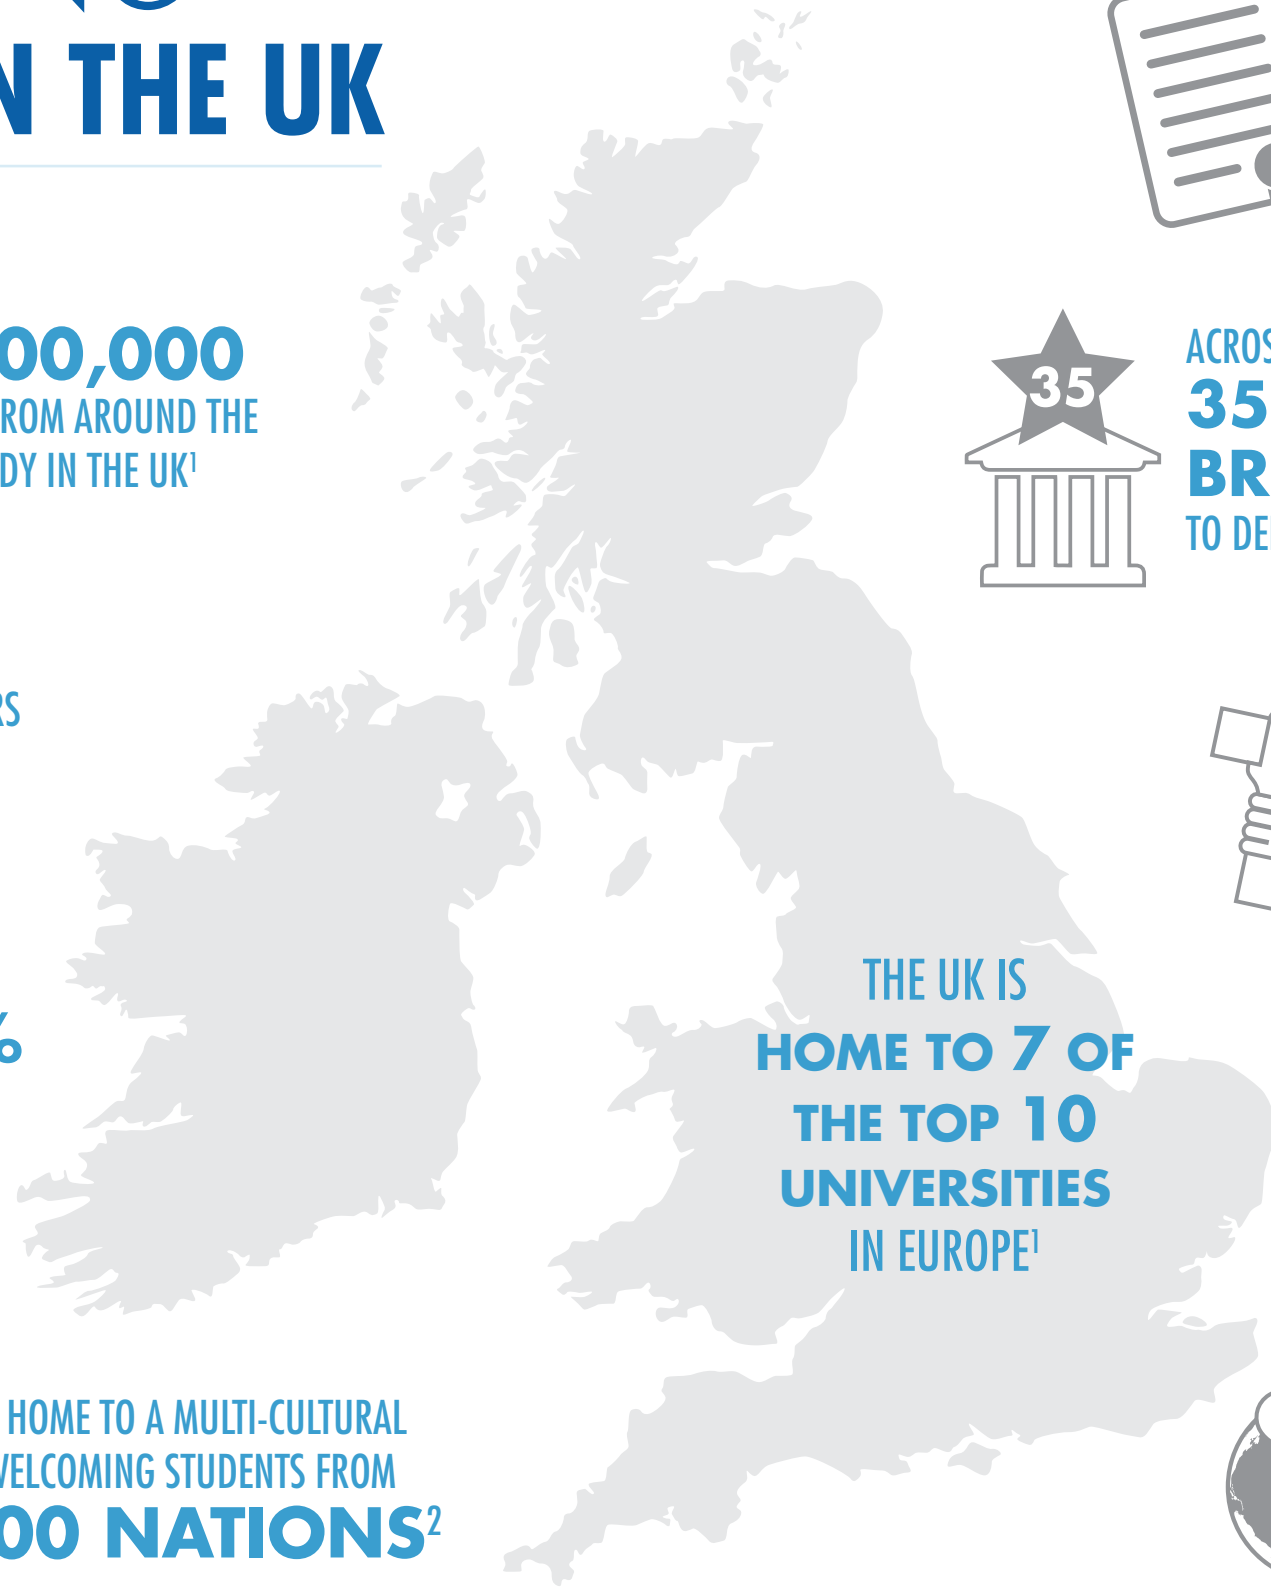 N THE UK
00,000
ROM AROUND THE
DY IN THE UK¹
35
ACROS
35
BR
TO DE
RS
%
THE UK IS
HOME TO 7 OF
THE TOP 10
UNIVERSITIES
IN EUROPE¹
HOME TO A MULTI-CULTURAL
WELCOMING STUDENTS FROM
00 NATIONS²